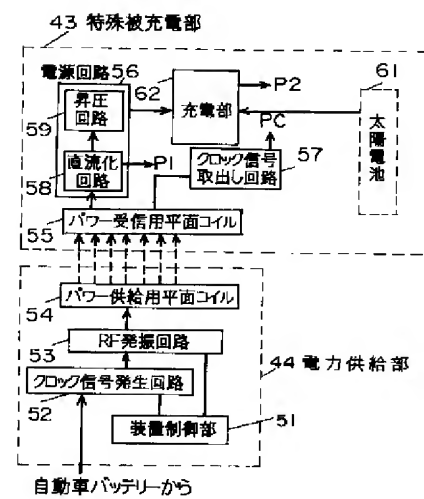 43 特殊被充電部
電源回路 56
62
P2
61
昇圧
回路
59
充電部
PC
太陽電池
直流化
回路
58
P1
クロック信号
取出し回路
57
パワー受信用平面コイル
55
パワー供給用平面コイル
54
RF発振回路
53
44 電力供給部
クロック信号発生回路
52
装置制御部
51
自動車バッテリーから